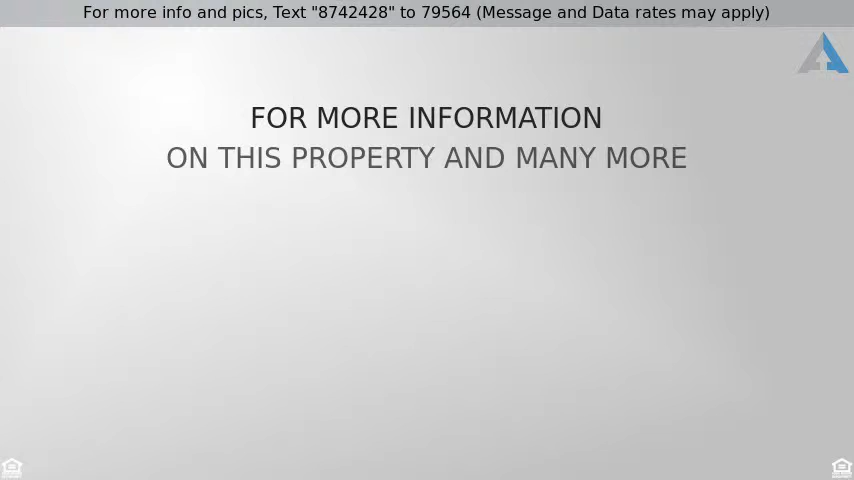 For more info and pics, Text "8742428" to 79564 (Message and Data rates may apply)
FOR MORE INFORMATION
ON THIS PROPERTY AND MANY MORE